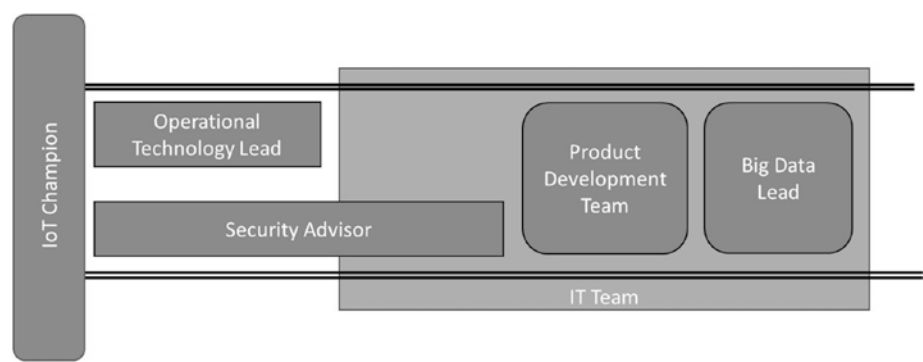 IoT Champion
Operational
Technology Lead
Security Advisor
Product
Development
Team
Big Data
Lead
IT Team